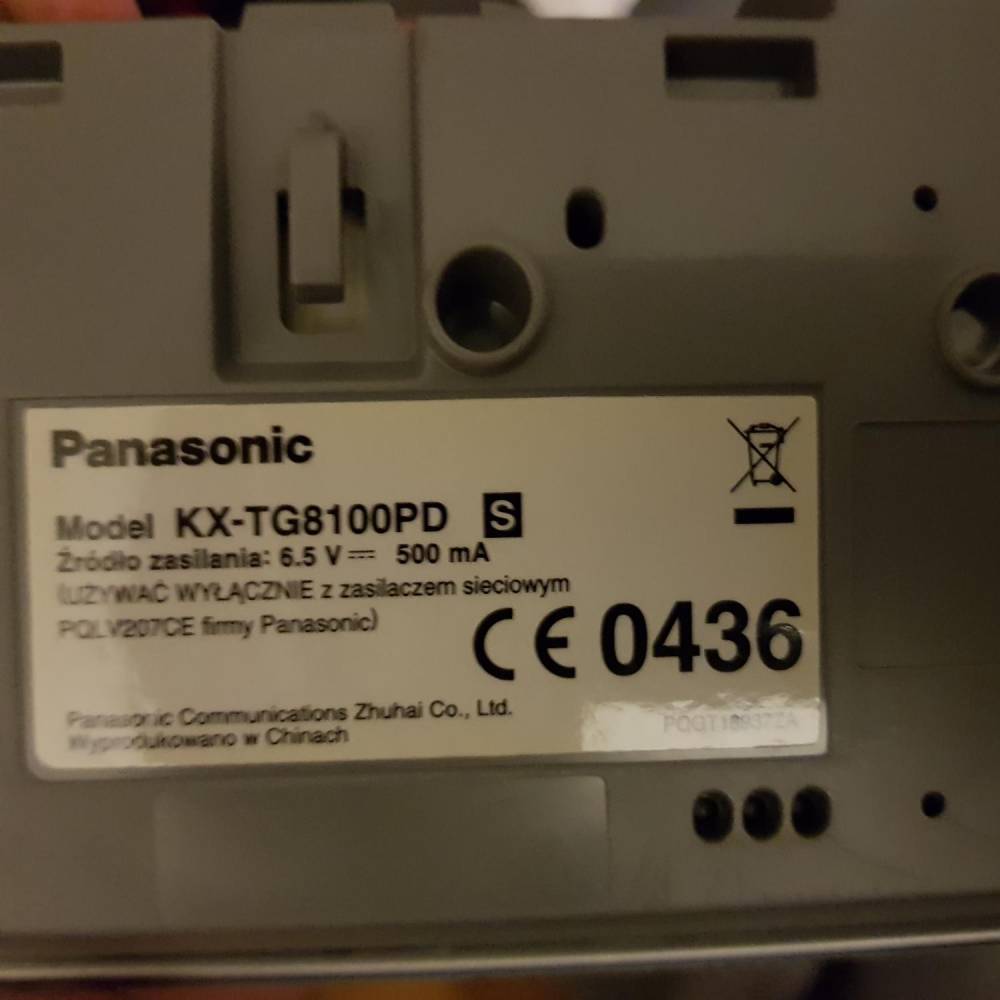 Panasonic
Model KX-TG8100PD S
Źródło zasilania: 6.5 V 500 mA
(UŻYWAĆ WYŁĄCZNIE z zasilaczem sieciowym
PQLV207CE firmy Panasonic)
CE 0436
Panasonic Communications Zhuhai Co., Ltd.
Wyprodukowano w Chinach